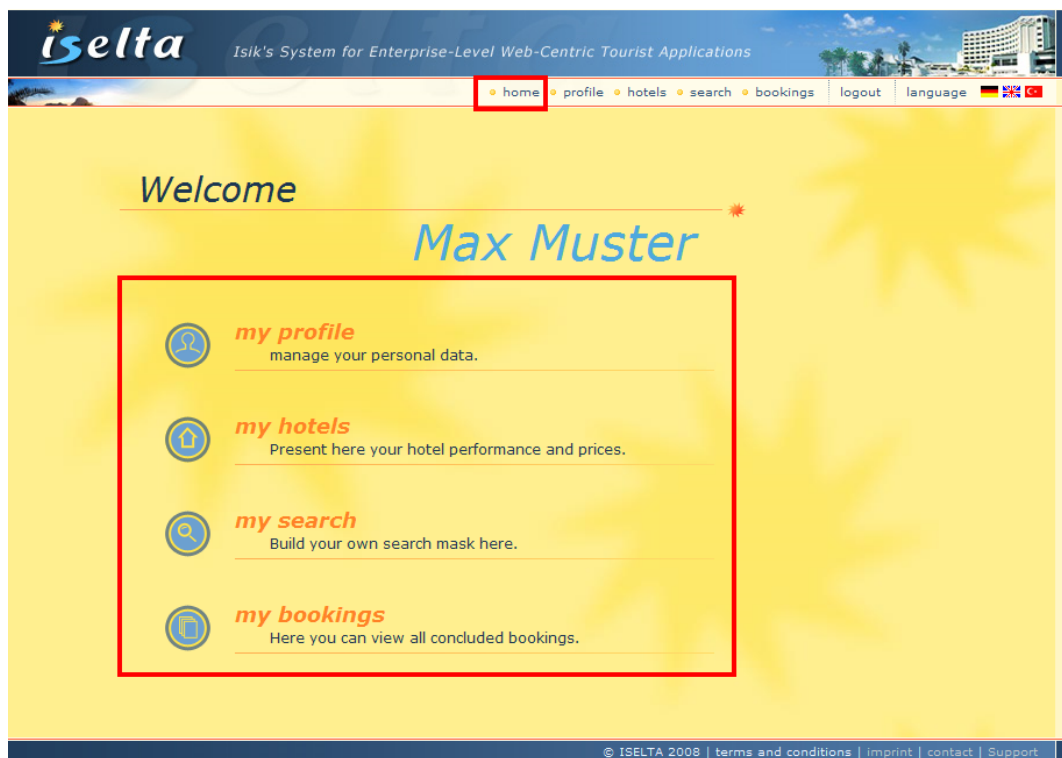 iselta
Isik's System for Enterprise-Level Web-Centric Tourist Applications
home profile hotels search bookings logout language
Welcome
Max Muster
my profile
manage your personal data.
my hotels
Present here your hotel performance and prices.
my search
Build your own search mask here.
my bookings
Here you can view all concluded bookings.
© ISELTA 2008 | terms and conditions | imprint | contact | Support